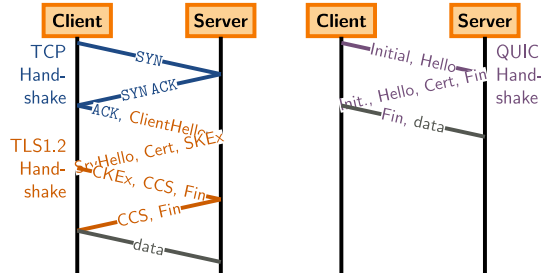 Client
Server
TCP
Hand-
shake
SYN
SYN ACK
ACK, ClientHello
TLS1.2
Hand-
shake
SrvHello, Cert, SKEx
CKEx, CCS, Fin
CCS, Fin
data
Client
Server
Initial, Hello
QUIC
Hand-
shake
Init., Hello, Cert, Fin
Fin, data